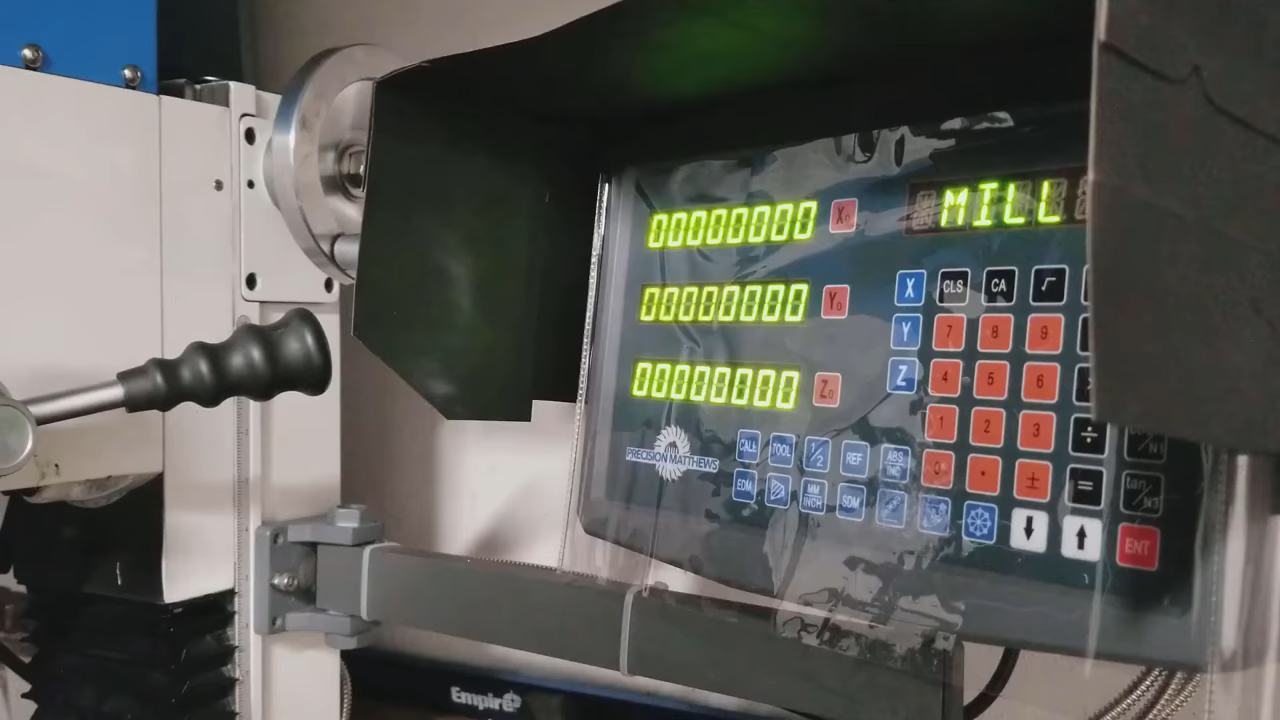 00000000 X₀ MILL
00000000 Y₀
00000000 Z₀
X CLS CA √
Y 7 8 9
Z 4 5 6
1 2 3 ÷
0 . ± =
PRECISION MATTHEWS
CALL TOOL 1/2 REF ABS INC
EDM MM INCH SDM
tan
ENT
Empire